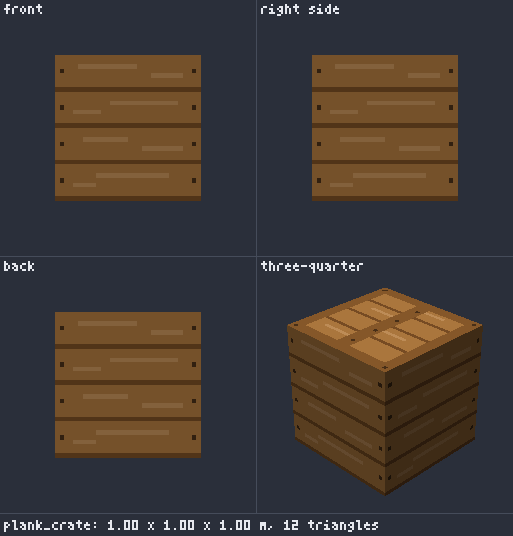 front
right side
back
three-quarter
plank_crate: 1.00 x 1.00 x 1.00 m, 12 triangles